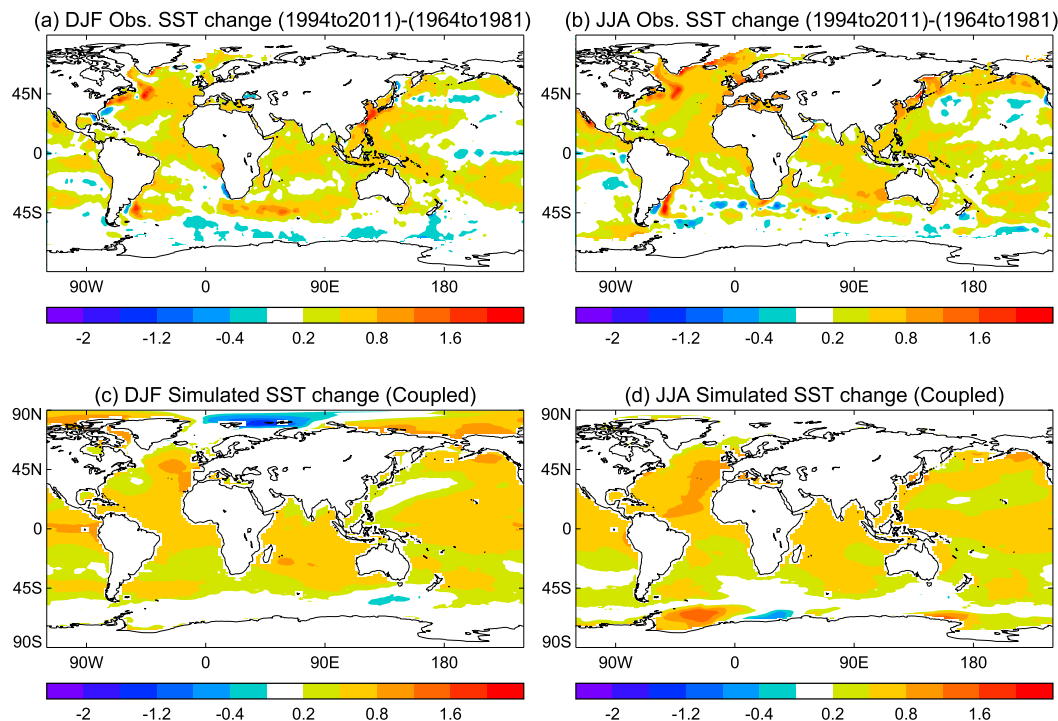 (a) DJF Obs. SST change (1994to2011)-(1964to1981)
45N
0
45S
90W 0 90E 180
-2 -1.2 -0.4 0.2 0.8 1.6
(b) JJA Obs. SST change (1994to2011)-(1964to1981)
45N
0
45S
90W 0 90E 180
-2 -1.2 -0.4 0.2 0.8 1.6
(c) DJF Simulated SST change (Coupled)
90N
45N
0
45S
90S
90W 0 90E 180
-2 -1.2 -0.4 0.2 0.8 1.6
(d) JJA Simulated SST change (Coupled)
90N
45N
0
45S
90S
90W 0 90E 180
-2 -1.2 -0.4 0.2 0.8 1.6